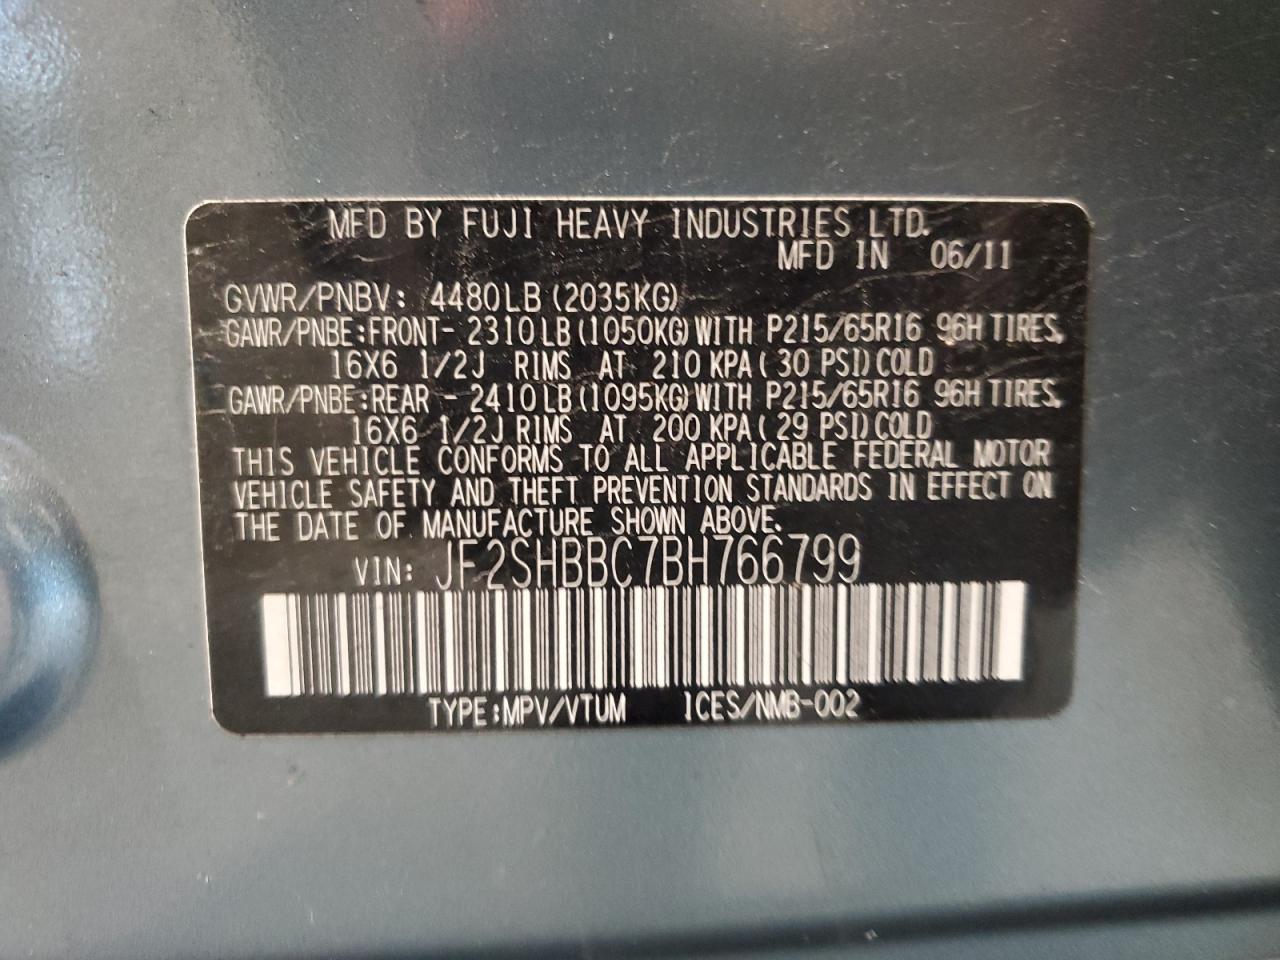 MFD BY FUJI HEAVY INDUSTRIES LTD.
MFD IN 06/11
GVWR/PNBV: 4480LB (2035KG)
GAWR/PNBE:FRONT- 2310LB (1050KG) WITH P215/65R16 96H TIRES,
16X6 1/2J RIMS AT 210 KPA ( 30 PSI) COLD
GAWR/PNBE:REAR - 2410LB (1095KG) WITH P215/65R16 96H TIRES,
16X6 1/2J RIMS AT 200 KPA ( 29 PSI) COLD
THIS VEHICLE CONFORMS TO ALL APPLICABLE FEDERAL MOTOR
VEHICLE SAFETY AND THEFT PREVENTION STANDARDS IN EFFECT ON
THE DATE OF MANUFACTURE SHOWN ABOVE.
VIN: JF2SHBBC7BH766799
TYPE:MPV/VTUM ICES/NMB-002